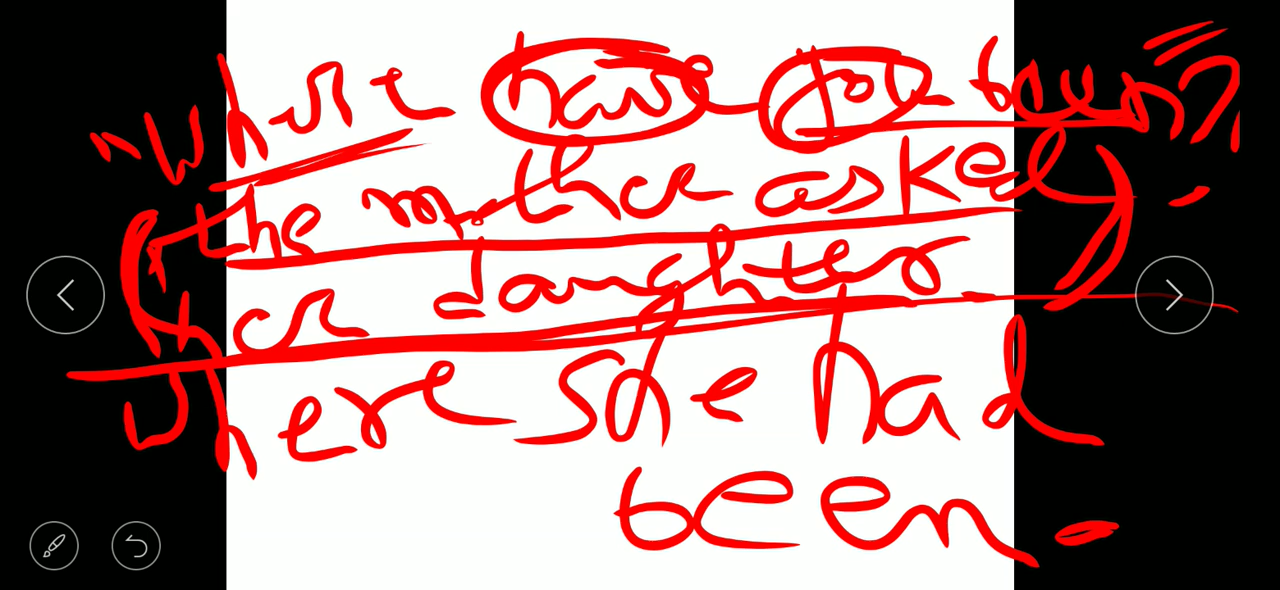 "Where have you been?"
(the mother asked).
her daughter
where she had
been.